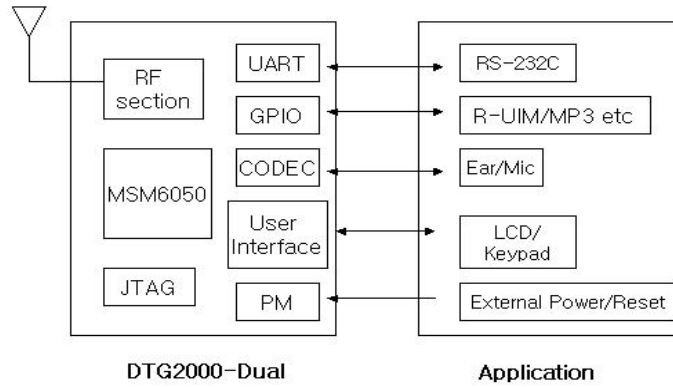 RF
section
MSM6050
JTAG
UART
GPIO
CODEC
User
Interface
PM
DTG2000-Dual
RS-232C
R-UIM/MP3 etc
Ear/Mic
LCD/
Keypad
External Power/Reset
Application